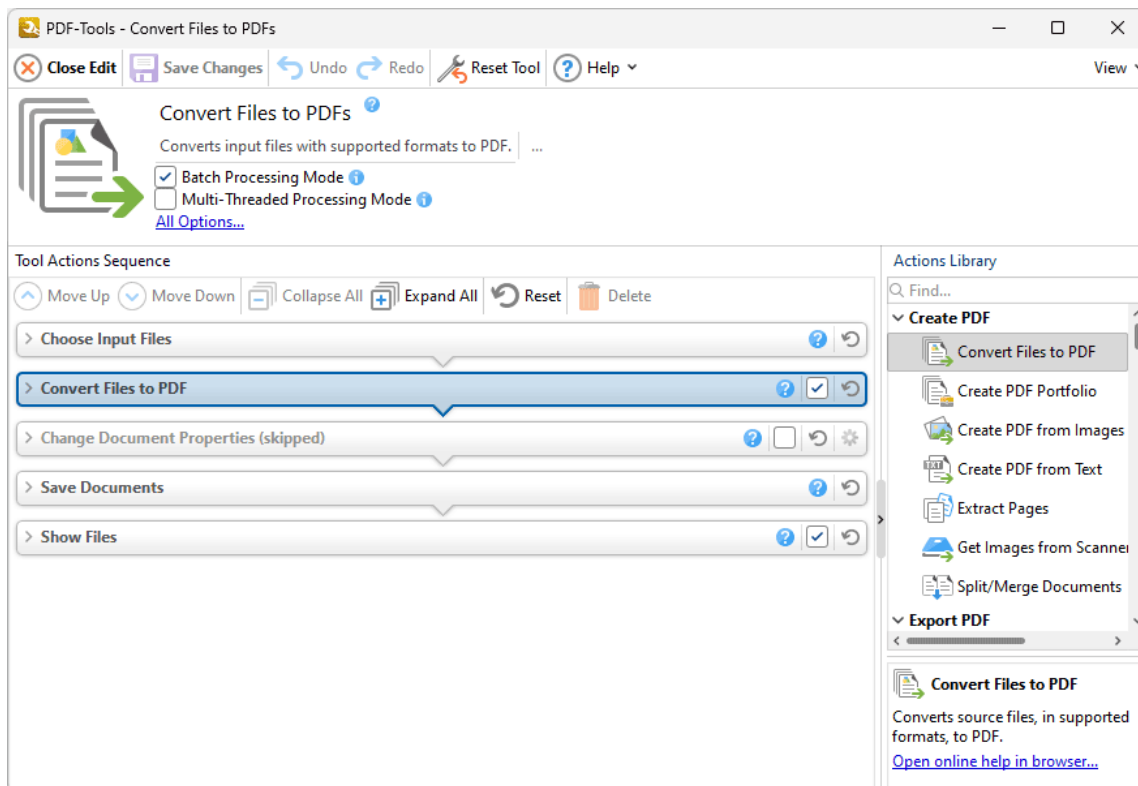 PDF-Tools - Convert Files to PDFs
Close Edit Save Changes Undo Redo Reset Tool ? Help View
Convert Files to PDFs ?
Converts input files with supported formats to PDF. ...
Batch Processing Mode i
Multi-Threaded Processing Mode i
All Options...
Tool Actions Sequence
Move Up Move Down Collapse All Expand All Reset Delete
Choose Input Files ?
Convert Files to PDF ?
Change Document Properties (skipped) ?
Save Documents ?
Show Files ?
Actions Library
Find...
Create PDF
Convert Files to PDF
Create PDF Portfolio
Create PDF from Images
TXT Create PDF from Text
Extract Pages
Get Images from Scanner
Split/Merge Documents
Export PDF
Convert Files to PDF
Converts source files, in supported
formats, to PDF.
Open online help in browser...